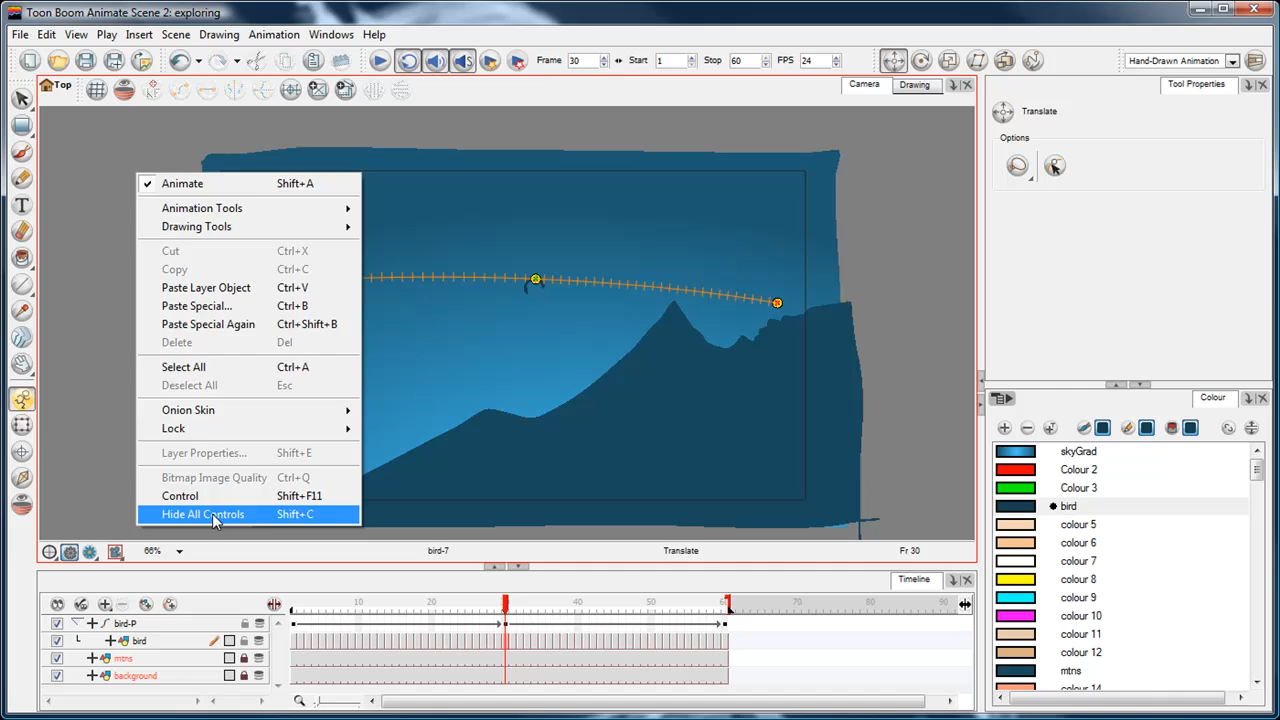 Toon Boom Animate Scene 2: exploring
File Edit View Play Insert Scene Drawing Animation Windows Help
Frame 30 Start 1 Stop 60 FPS 24 Hand-Drawn Animation
Top Camera Drawing Tool Properties
Translate
Options
Animate Shift+A
Animation Tools
Drawing Tools
Cut Ctrl+X
Copy Ctrl+C
Paste Layer Object Ctrl+V
Paste Special... Ctrl+B
Paste Special Again Ctrl+Shift+B
Delete Del
Select All Ctrl+A
Deselect All Esc
Onion Skin
Lock
Layer Properties... Shift+E
Bitmap Image Quality Ctrl+Q
Control Shift+F11
Hide All Controls Shift+C
Colour
skyGrad
Colour 2
Colour 3
bird
colour 5
colour 6
colour 7
colour 8
colour 9
colour 10
colour 11
colour 12
mtns
colour 14
66% bird-7 Translate Fr 30
Timeline
10 20 30 40 50 60 70 80 90
bird-P
bird
mtns
background